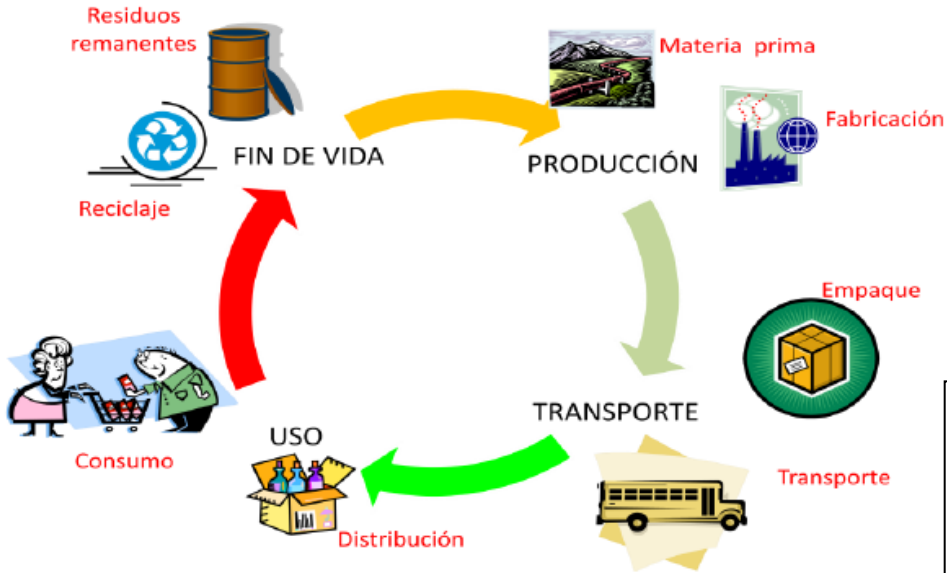 Residuos
remanentes
Materia prima
Fabricación
FIN DE VIDA
PRODUCCIÓN
Reciclaje
Empaque
TRANSPORTE
USO
Consumo
Transporte
Distribución